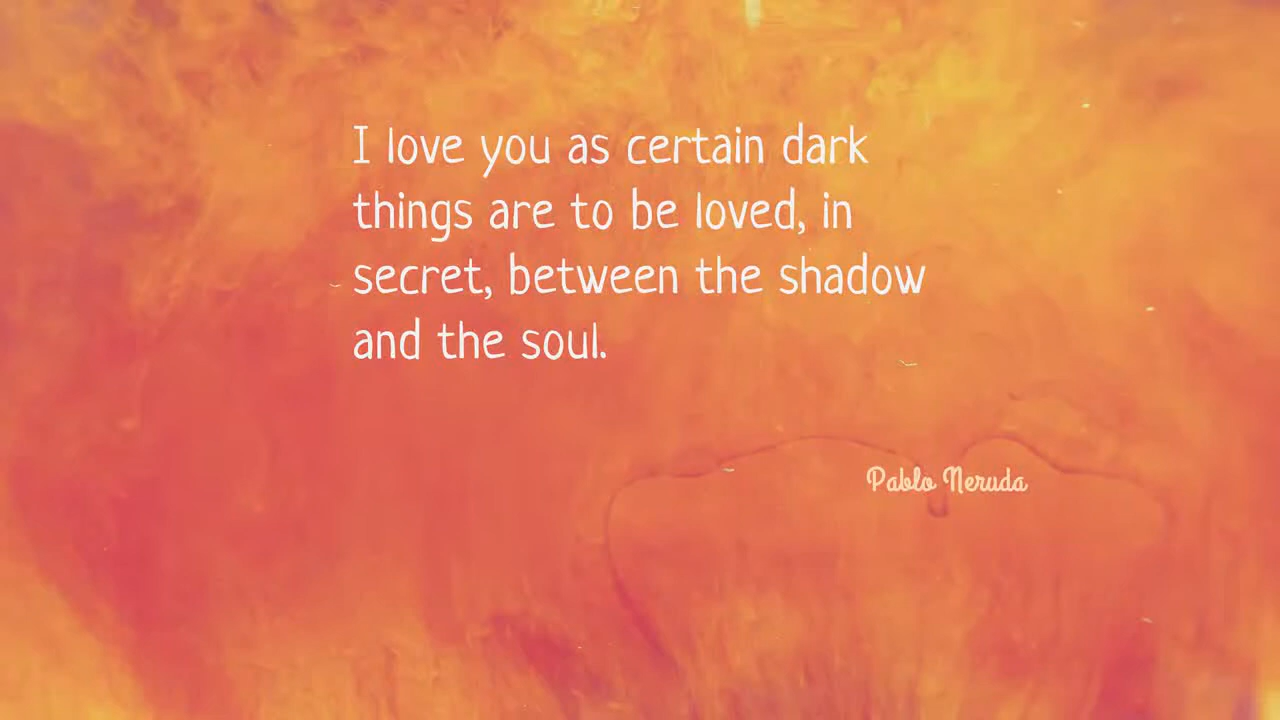 I love you as certain dark
things are to be loved, in
secret, between the shadow
and the soul.
Pablo Neruda